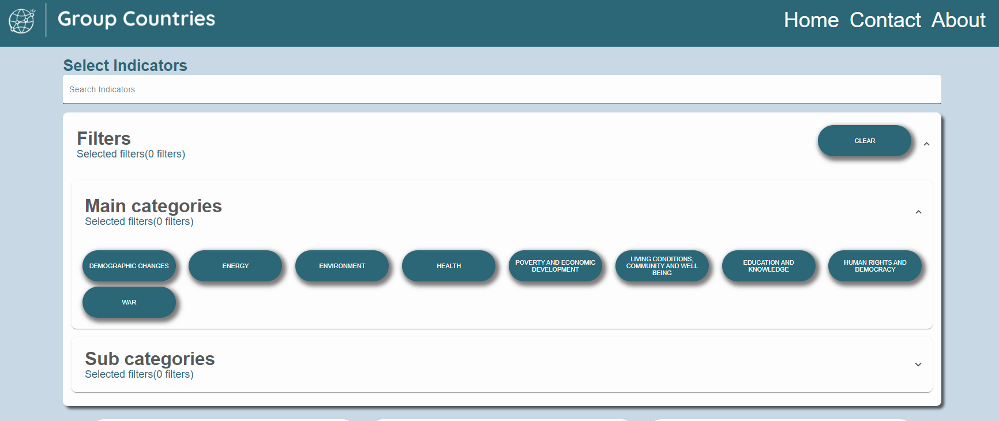 Group Countries
Home Contact About
Select Indicators
Search Indicators
Filters
Selected filters(0 filters)
CLEAR
Main categories
Selected filters(0 filters)
DEMOGRAPHIC CHANGES
ENERGY
ENVIRONMENT
HEALTH
POVERTY AND ECONOMIC
DEVELOPMENT
LIVING CONDITIONS,
COMMUNITY AND WELL
BEING
EDUCATION AND
KNOWLEDGE
HUMAN RIGHTS AND
DEMOCRACY
WAR
Sub categories
Selected filters(0 filters)